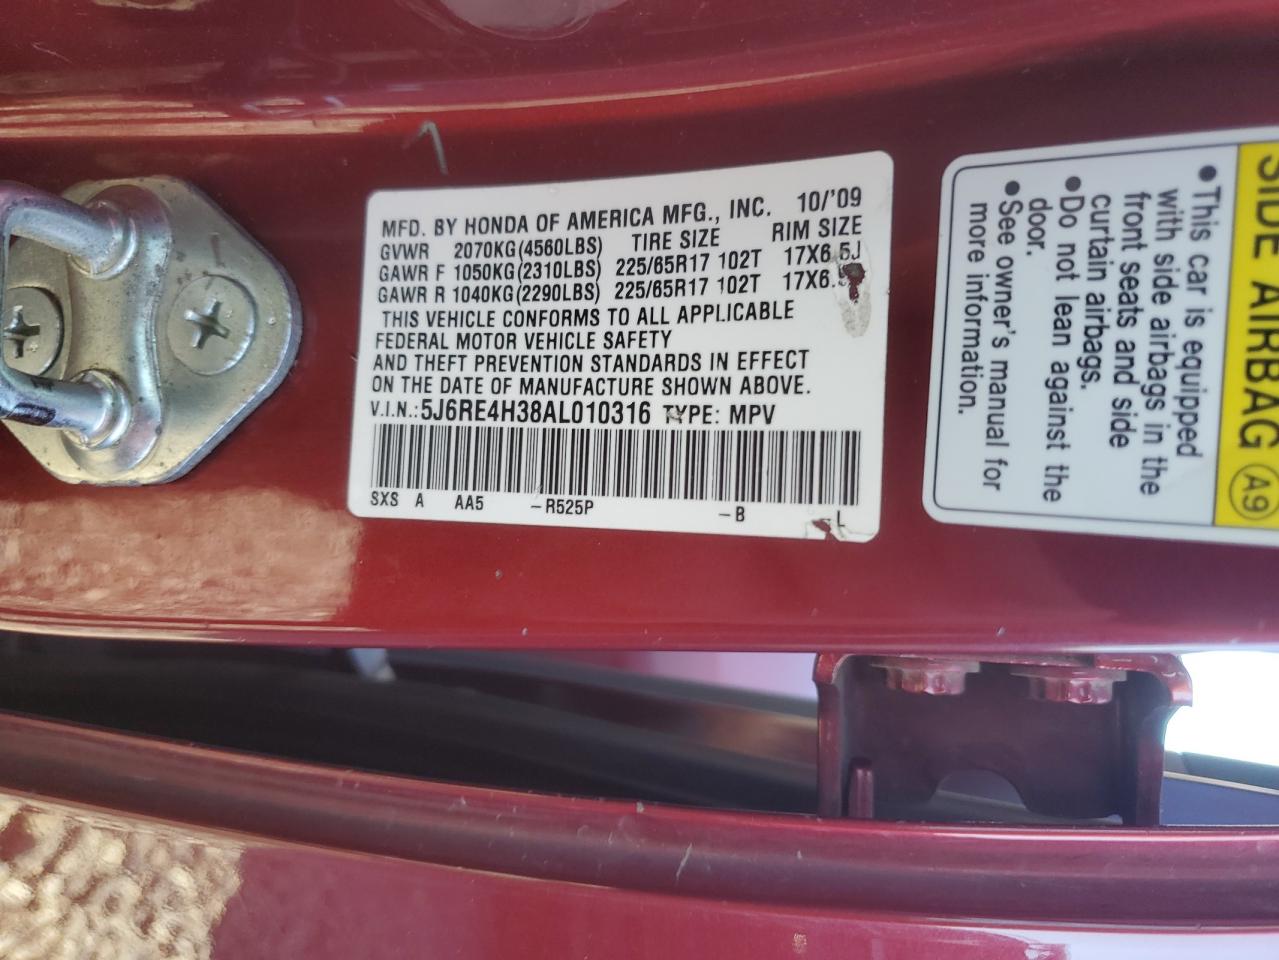 MFD. BY HONDA OF AMERICA MFG., INC. 10/'09
GVWR 2070KG(4560LBS) TIRE SIZE RIM SIZE
GAWR F 1050KG(2310LBS) 225/65R17 102T 17X6.5J
GAWR R 1040KG(2290LBS) 225/65R17 102T 17X6.
THIS VEHICLE CONFORMS TO ALL APPLICABLE
FEDERAL MOTOR VEHICLE SAFETY
AND THEFT PREVENTION STANDARDS IN EFFECT
ON THE DATE OF MANUFACTURE SHOWN ABOVE.
V.I.N.: 5J6RE4H38AL010316 TYPE: MPV
SXS A AA5 -R525P -B L
SIDE AIRBAG A9
•This car is equipped
with side airbags in the
front seats and side
curtain airbags.
•Do not lean against the
door.
•See owner's manual for
more information.